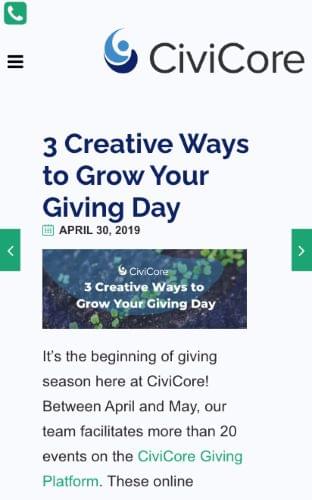 CiviCore
3 Creative Ways
to Grow Your
Giving Day
APRIL 30, 2019
CiviCore
3 Creative Ways to
Grow Your Giving Day
It’s the beginning of giving
season here at CiviCore!
Between April and May, our
team facilitates more than 20
events on the CiviCore Giving
Platform. These online